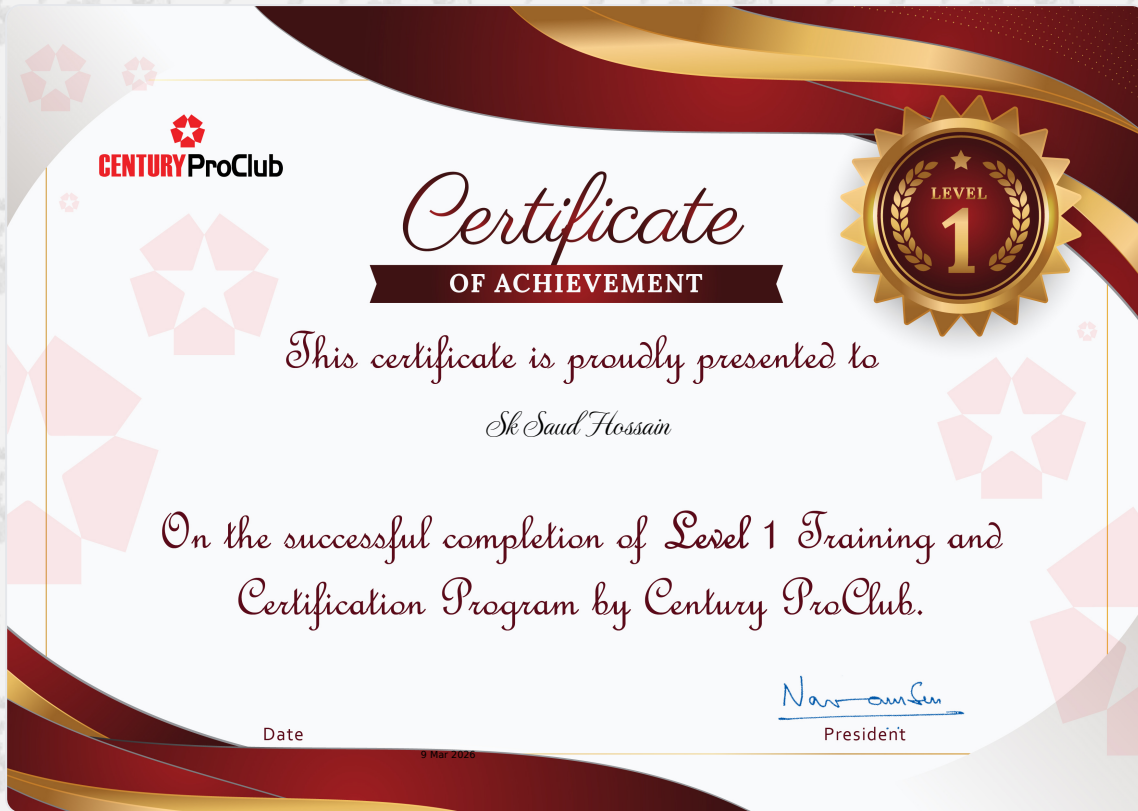 CENTURY ProClub
LEVEL
1
Certificate
OF ACHIEVEMENT
This certificate is proudly presented to
Sk Saud Hossain
On the successful completion of Level 1 Training and
Certification Program by Century ProClub.
Date
President
9 Mar 2026